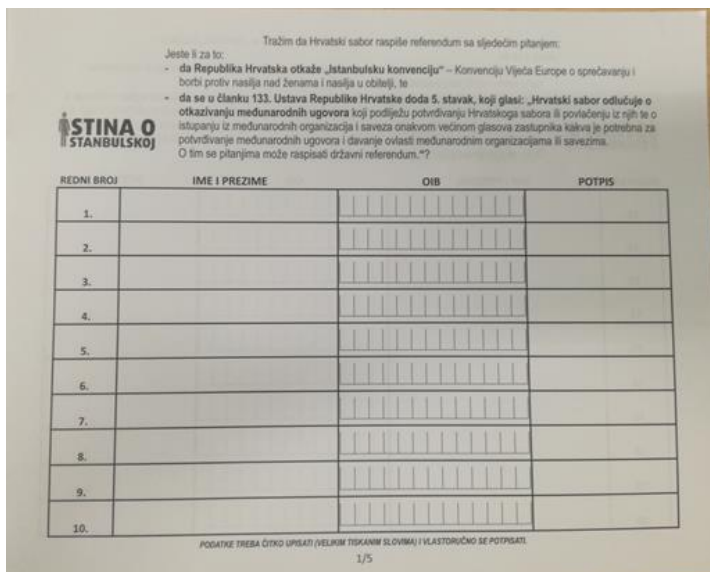 Tražim da Hrvatski sabor raspiše referendum sa sljedećim pitanjem:
Jeste li za to:
- da Republika Hrvatska otkaže „Istanbulsku konvenciju“ – Konvenciju Vijeća Europe o sprečavanju i
borbi protiv nasilja nad ženama i nasilja u obitelji, te
- da se u članku 133. Ustava Republike Hrvatske doda 5. stavak, koji glasi: „Hrvatski sabor odlučuje o
otkazivanju međunarodnih ugovora koji podliježu potvrđivanju Hrvatskoga sabora ili povlačenju iz njih te o
istupanju iz međunarodnih organizacija i saveza onakvom većinom glasova zastupnika kakva je potrebna za
potvrđivanje međunarodnih ugovora i davanje ovlasti međunarodnim organizacijama ili savezima.
O tim se pitanjima može raspisati državni referendum.“?
ISTINA O
ISTANBULSKOJ
REDNI BROJ IME I PREZIME OIB POTPIS
1.
2.
3.
4.
5.
6.
7.
8.
9.
10.
PODATKE TREBA ČITKO UPISATI (VELIKIM TISKANIM SLOVIMA) I VLASTORUČNO SE POTPISATI.
1/5